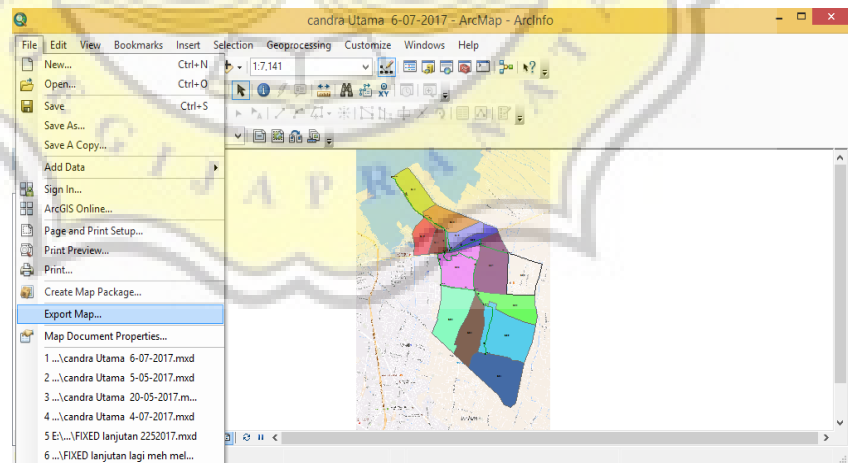 candra Utama 6-07-2017 - ArcMap - ArcInfo
File Edit View Bookmarks Insert Selection Geoprocessing Customize Windows Help
New... Ctrl+N
1:7,141
Open... Ctrl+O
Save Ctrl+S
Save As...
Save A Copy...
Add Data
Sign In...
ArcGIS Online...
Page and Print Setup...
Print Preview...
Print...
Create Map Package...
Export Map...
Map Document Properties...
1 ...\candra Utama 6-07-2017.mxd
2 ...\candra Utama 5-05-2017.mxd
3 ...\candra Utama 20-05-2017.m...
4 ...\candra Utama 4-07-2017.mxd
5 E:\...\FIXED lanjutan 2252017.mxd
6 ...\FIXED lanjutan lagi meh mel...
G I J A P R A N A T A